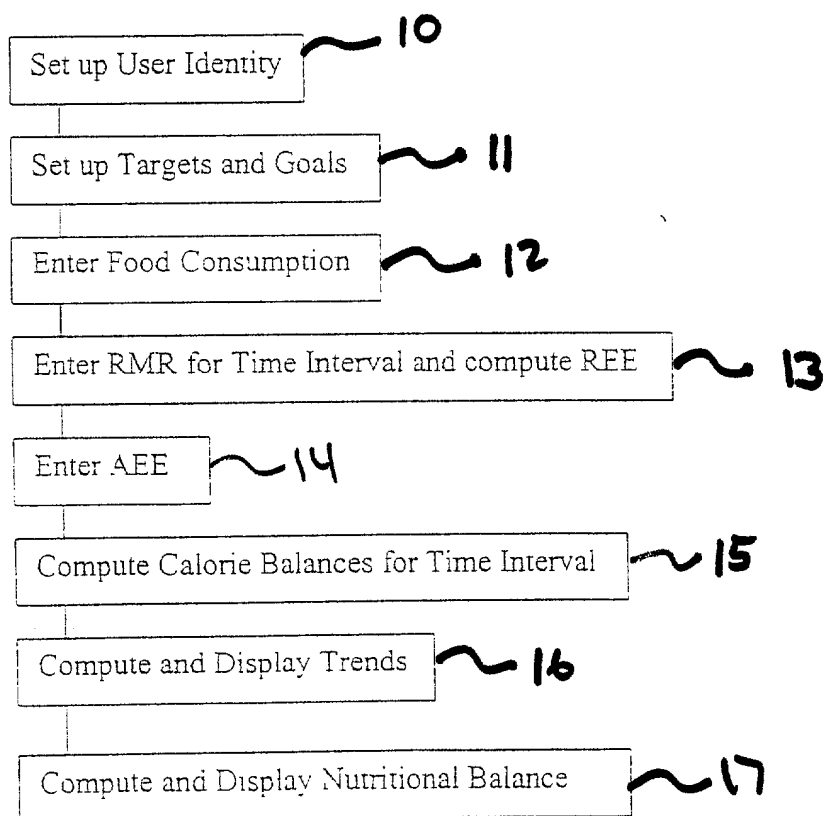 10
Set up User Identity
Set up Targets and Goals 11
Enter Food Consumption 12
Enter RMR for Time Interval and compute REE 13
Enter AEE 14
Compute Calorie Balances for Time Interval 15
Compute and Display Trends 16
Compute and Display Nutritional Balance 17